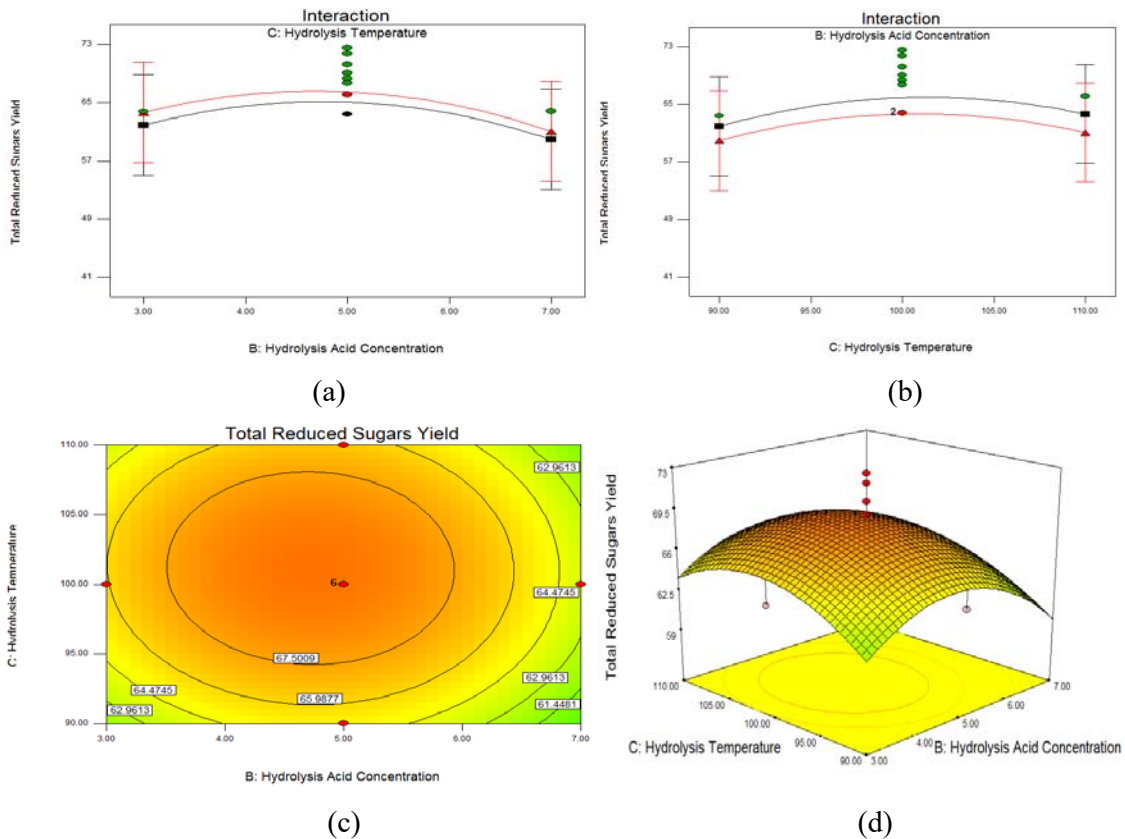 Interaction
C: Hydrolysis Temperature
73
65
57
49
41
Total Reduced Sugars Yield
3.00 4.00 5.00 6.00 7.00
B: Hydrolysis Acid Concentration
(a)
Interaction
B: Hydrolysis Acid Concentration
73
65
57
49
41
2
Total Reduced Sugars Yield
90.00 95.00 100.00 105.00 110.00
C: Hydrolysis Temperature
(b)
Total Reduced Sugars Yield
110.00
105.00
100.00
95.00
90.00
C: Hydrolysis Temperature
62.9613
6
64.4745
67.5009
62.9613
64.4745
65.9877
62.9613
61.4481
3.00 4.00 5.00 6.00 7.00
B: Hydrolysis Acid Concentration
(c)
73
69.5
66
62.5
59
Total Reduced Sugars Yield
110.00
105.00
100.00
95.00
90.00
C: Hydrolysis Temperature
7.00
6.00
5.00
4.00
3.00
B: Hydrolysis Acid Concentration
(d)